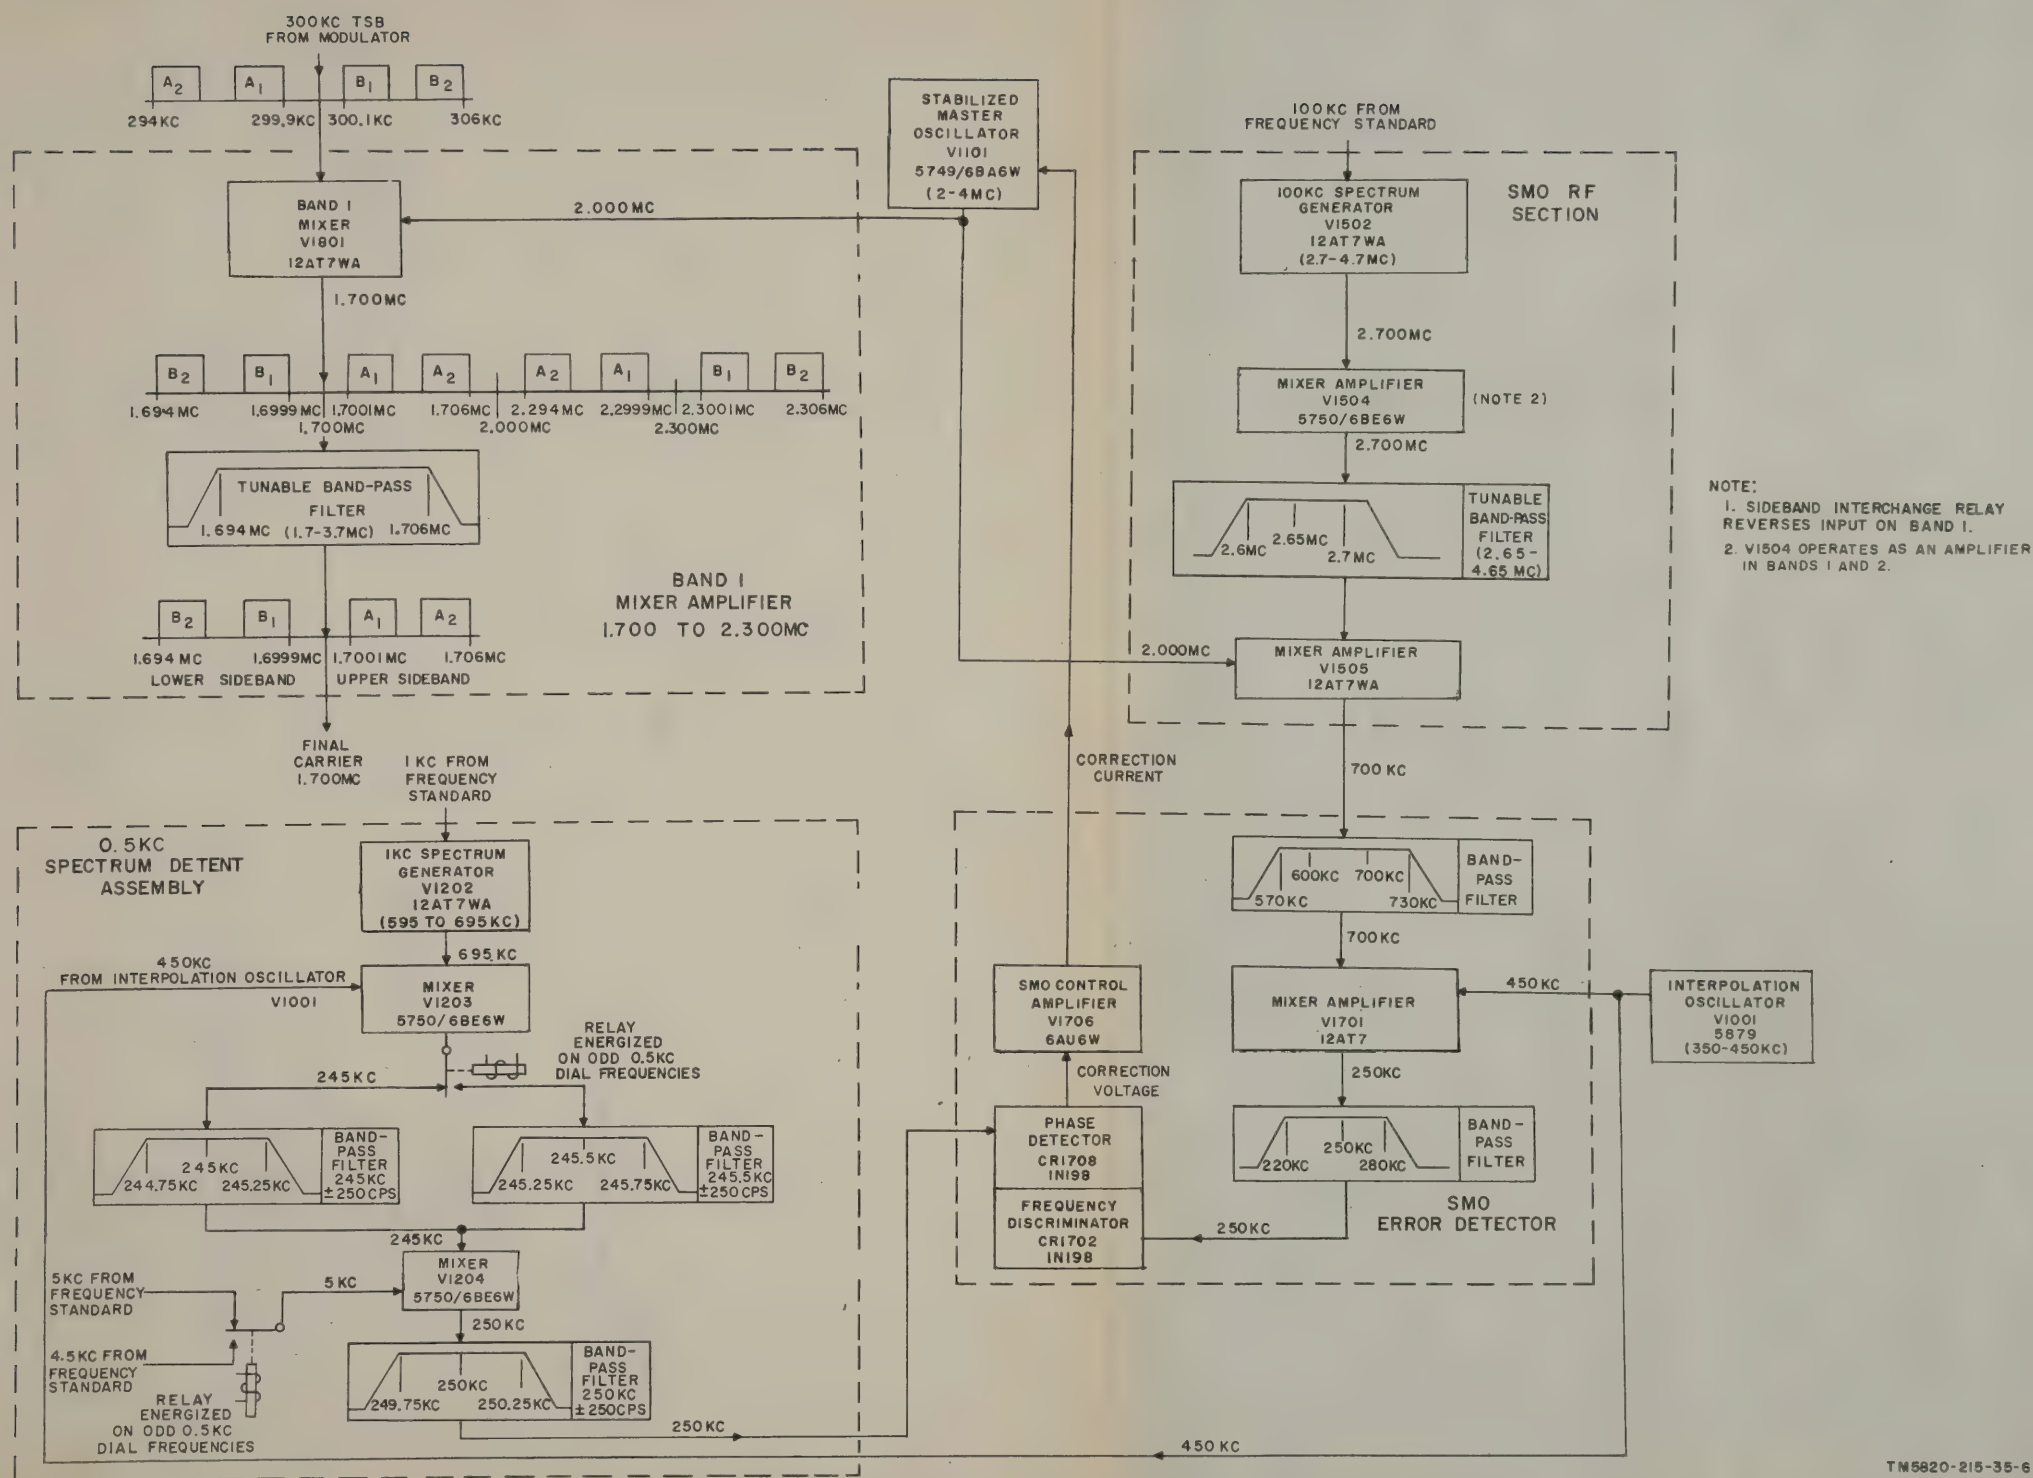 300KC TSB
FROM MODULATOR
A2
A1
B1
B2
294KC
299.9KC
300.1KC
306KC
BAND 1
MIXER
V1801
12AT7WA
2.000MC
1.700MC
B2
B1
A1
A2
A2
A1
B1
B2
1.694MC
1.6999MC
1.7001MC
1.706MC
2.294MC
2.2999MC
2.3001MC
2.306MC
1.700MC
2.000MC
2.300MC
TUNABLE BAND-PASS
FILTER
1.694MC (1.7-3.7MC) 1.706MC
BAND 1
MIXER AMPLIFIER
1.700 TO 2.300MC
B2
B1
A1
A2
1.694 MC
1.6999MC
1.7001MC
1.706MC
LOWER SIDEBAND
UPPER SIDEBAND
FINAL
CARRIER
1.700MC
STABILIZED
MASTER
OSCILLATOR
V1101
5749/6BA6W
(2-4MC)
100KC FROM
FREQUENCY STANDARD
SMO RF
SECTION
100KC SPECTRUM
GENERATOR
V1502
12AT7WA
(2.7-4.7MC)
2.700MC
MIXER AMPLIFIER
V1504
5750/6BE6W
(NOTE 2)
2.700MC
2.6MC
2.65MC
2.7MC
TUNABLE
BAND-PASS
FILTER
(2.65-
4.65 MC)
2.000MC
MIXER AMPLIFIER
V1505
12AT7WA
700 KC
NOTE:
1. SIDEBAND INTERCHANGE RELAY
REVERSES INPUT ON BAND 1.
2. V1504 OPERATES AS AN AMPLIFIER
IN BANDS 1 AND 2.
CORRECTION
CURRENT
1 KC FROM
FREQUENCY
STANDARD
0.5KC
SPECTRUM DETENT
ASSEMBLY
1KC SPECTRUM
GENERATOR
V1202
12AT7WA
(595 TO 695KC)
695 KC
450KC
FROM INTERPOLATION OSCILLATOR
V1001
MIXER
V1203
5750/6BE6W
RELAY
ENERGIZED
ON ODD 0.5KC
DIAL FREQUENCIES
245KC
245KC
244.75KC
245.25KC
BAND-
PASS
FILTER
245KC
±250CPS
245.5KC
245.25KC
245.75KC
BAND-
PASS
FILTER
245.5KC
±250CPS
245KC
MIXER
V1204
5750/6BE6W
5KC FROM
FREQUENCY
STANDARD
5KC
4.5KC FROM
FREQUENCY
STANDARD
RELAY
ENERGIZED
ON ODD 0.5KC
DIAL FREQUENCIES
250KC
250KC
249.75KC
250.25KC
BAND-
PASS
FILTER
250KC
±250CPS
250KC
570KC
600KC
700KC
730KC
BAND-
PASS
FILTER
700KC
SMO CONTROL
AMPLIFIER
V1706
6AU6W
MIXER AMPLIFIER
V1701
12AT7
450KC
INTERPOLATION
OSCILLATOR
V1001
5879
(350-450KC)
CORRECTION
VOLTAGE
250KC
PHASE
DETECTOR
CR1708
IN198
FREQUENCY
DISCRIMINATOR
CR1702
IN198
220KC
250KC
280KC
BAND-
PASS
FILTER
250KC
SMO
ERROR DETECTOR
450 KC
TM5820-215-35-6